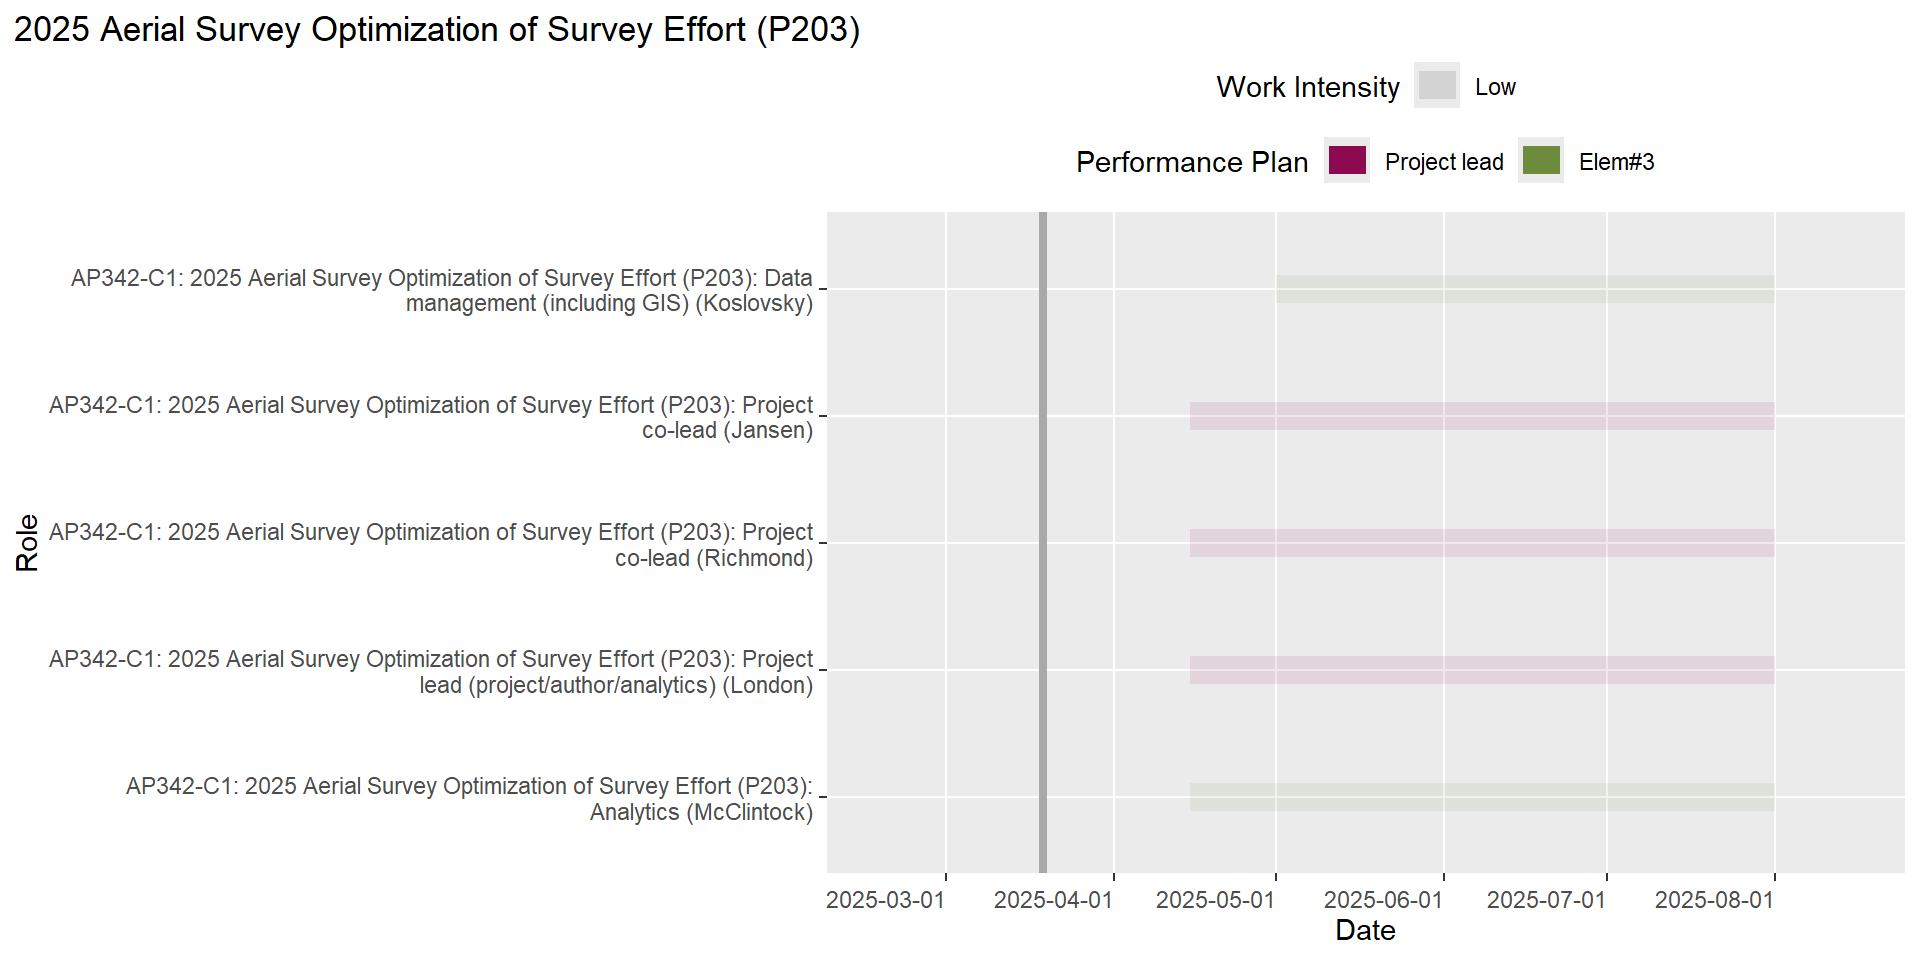 2025 Aerial Survey Optimization of Survey Effort (P203)
Work Intensity Low
Performance Plan Project lead Elem#3
AP342-C1: 2025 Aerial Survey Optimization of Survey Effort (P203): Data
management (including GIS) (Koslovsky)
AP342-C1: 2025 Aerial Survey Optimization of Survey Effort (P203): Project
co-lead (Jansen)
Role
AP342-C1: 2025 Aerial Survey Optimization of Survey Effort (P203): Project
co-lead (Richmond)
AP342-C1: 2025 Aerial Survey Optimization of Survey Effort (P203): Project
lead (project/author/analytics) (London)
AP342-C1: 2025 Aerial Survey Optimization of Survey Effort (P203):
Analytics (McClintock)
2025-03-01 2025-04-01 2025-05-01 2025-06-01 2025-07-01 2025-08-01
Date